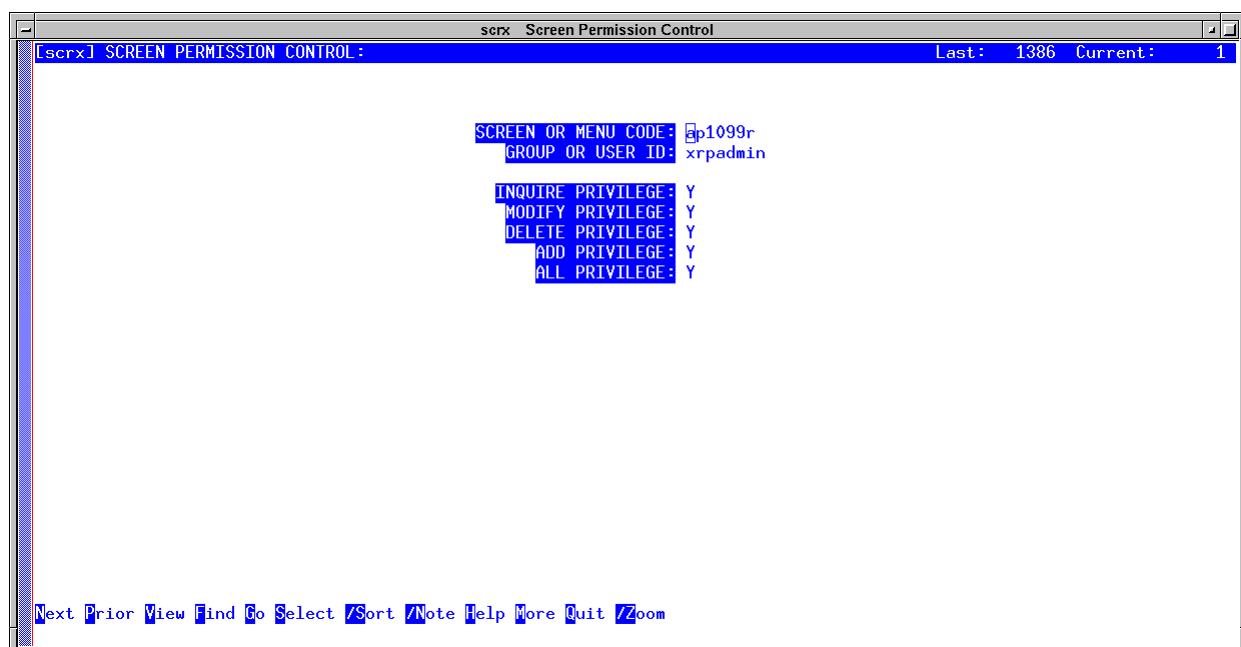 scrx Screen Permission Control
[scrx] SCREEN PERMISSION CONTROL: Last: 1386 Current: 1
SCREEN OR MENU CODE: ap1099r
GROUP OR USER ID: xrpadmin
INQUIRE PRIVILEGE: Y
MODIFY PRIVILEGE: Y
DELETE PRIVILEGE: Y
ADD PRIVILEGE: Y
ALL PRIVILEGE: Y
Next Prior View Find Go Select /Sort /Note Help More Quit /Zoom